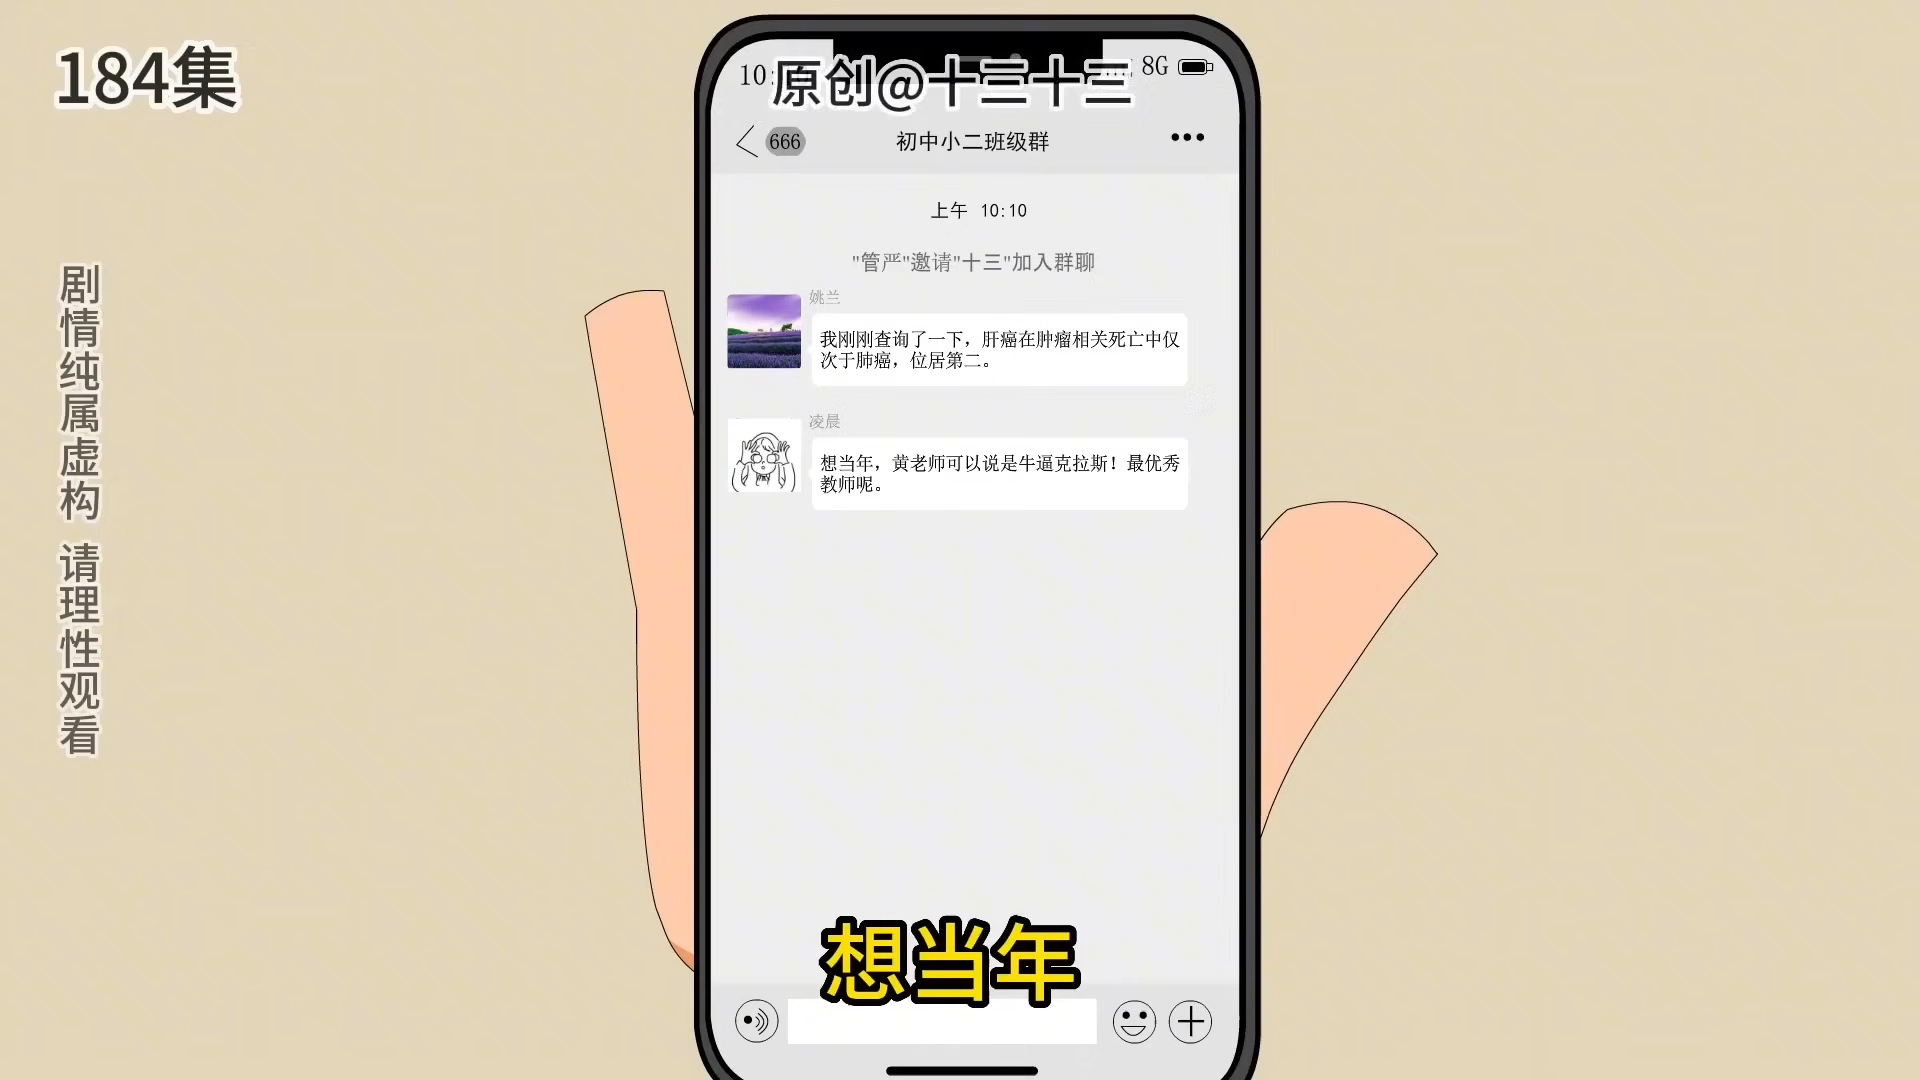 184集
原创@十三十三
10:
8G
666
初中小二班级群
上午 10:10
"管严"邀请"十三"加入群聊
姚兰
我刚刚查询了一下，肝癌在肿瘤相关死亡中仅
次于肺癌，位居第二。
凌晨
想当年，黄老师可以说是牛逼克拉斯！最优秀
教师呢。
剧情纯属虚构 请理性观看
想当年